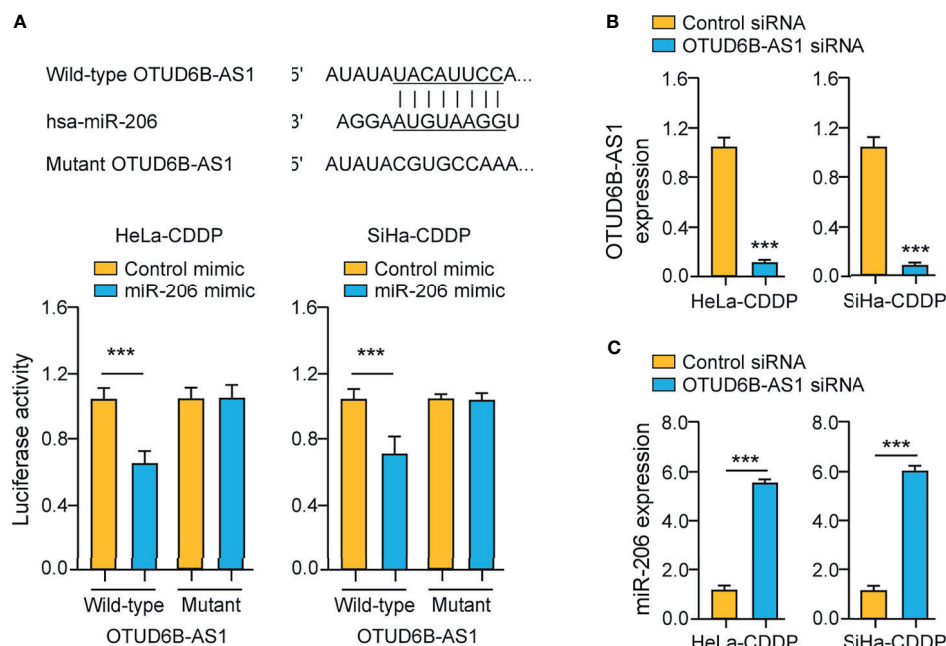 A
Wild-type OTUD6B-AS1 5' AUAUAUACAUUCCA...
hsa-miR-206 3' AGGAAUGUAAGGU
Mutant OTUD6B-AS1 5' AUAUACGUGCCAAA...
HeLa-CDDP
Control mimic
miR-206 mimic
Luciferase activity
1.6
1.2
0.8
0.4
0.0
***
Wild-type Mutant
OTUD6B-AS1
SiHa-CDDP
Control mimic
miR-206 mimic
1.6
1.2
0.8
0.4
0.0
***
Wild-type Mutant
OTUD6B-AS1
B
Control siRNA
OTUD6B-AS1 siRNA
OTUD6B-AS1
expression
1.6
1.2
0.8
0.4
0.0
***
HeLa-CDDP
1.6
1.2
0.8
0.4
0.0
***
SiHa-CDDP
C
Control siRNA
OTUD6B-AS1 siRNA
miR-206 expression
8.0
6.0
4.0
2.0
0.0
***
HeLa-CDDP
8.0
6.0
4.0
2.0
0.0
***
SiHa-CDDP